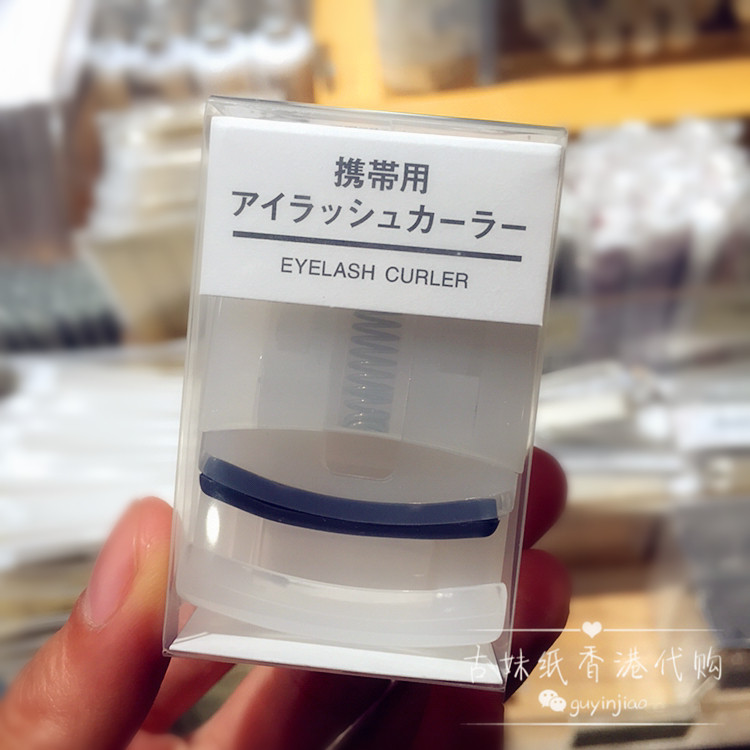 携帯用
アイラッシュカーラー
EYELASH CURLER
古妹纸香港代购
guyinjiao